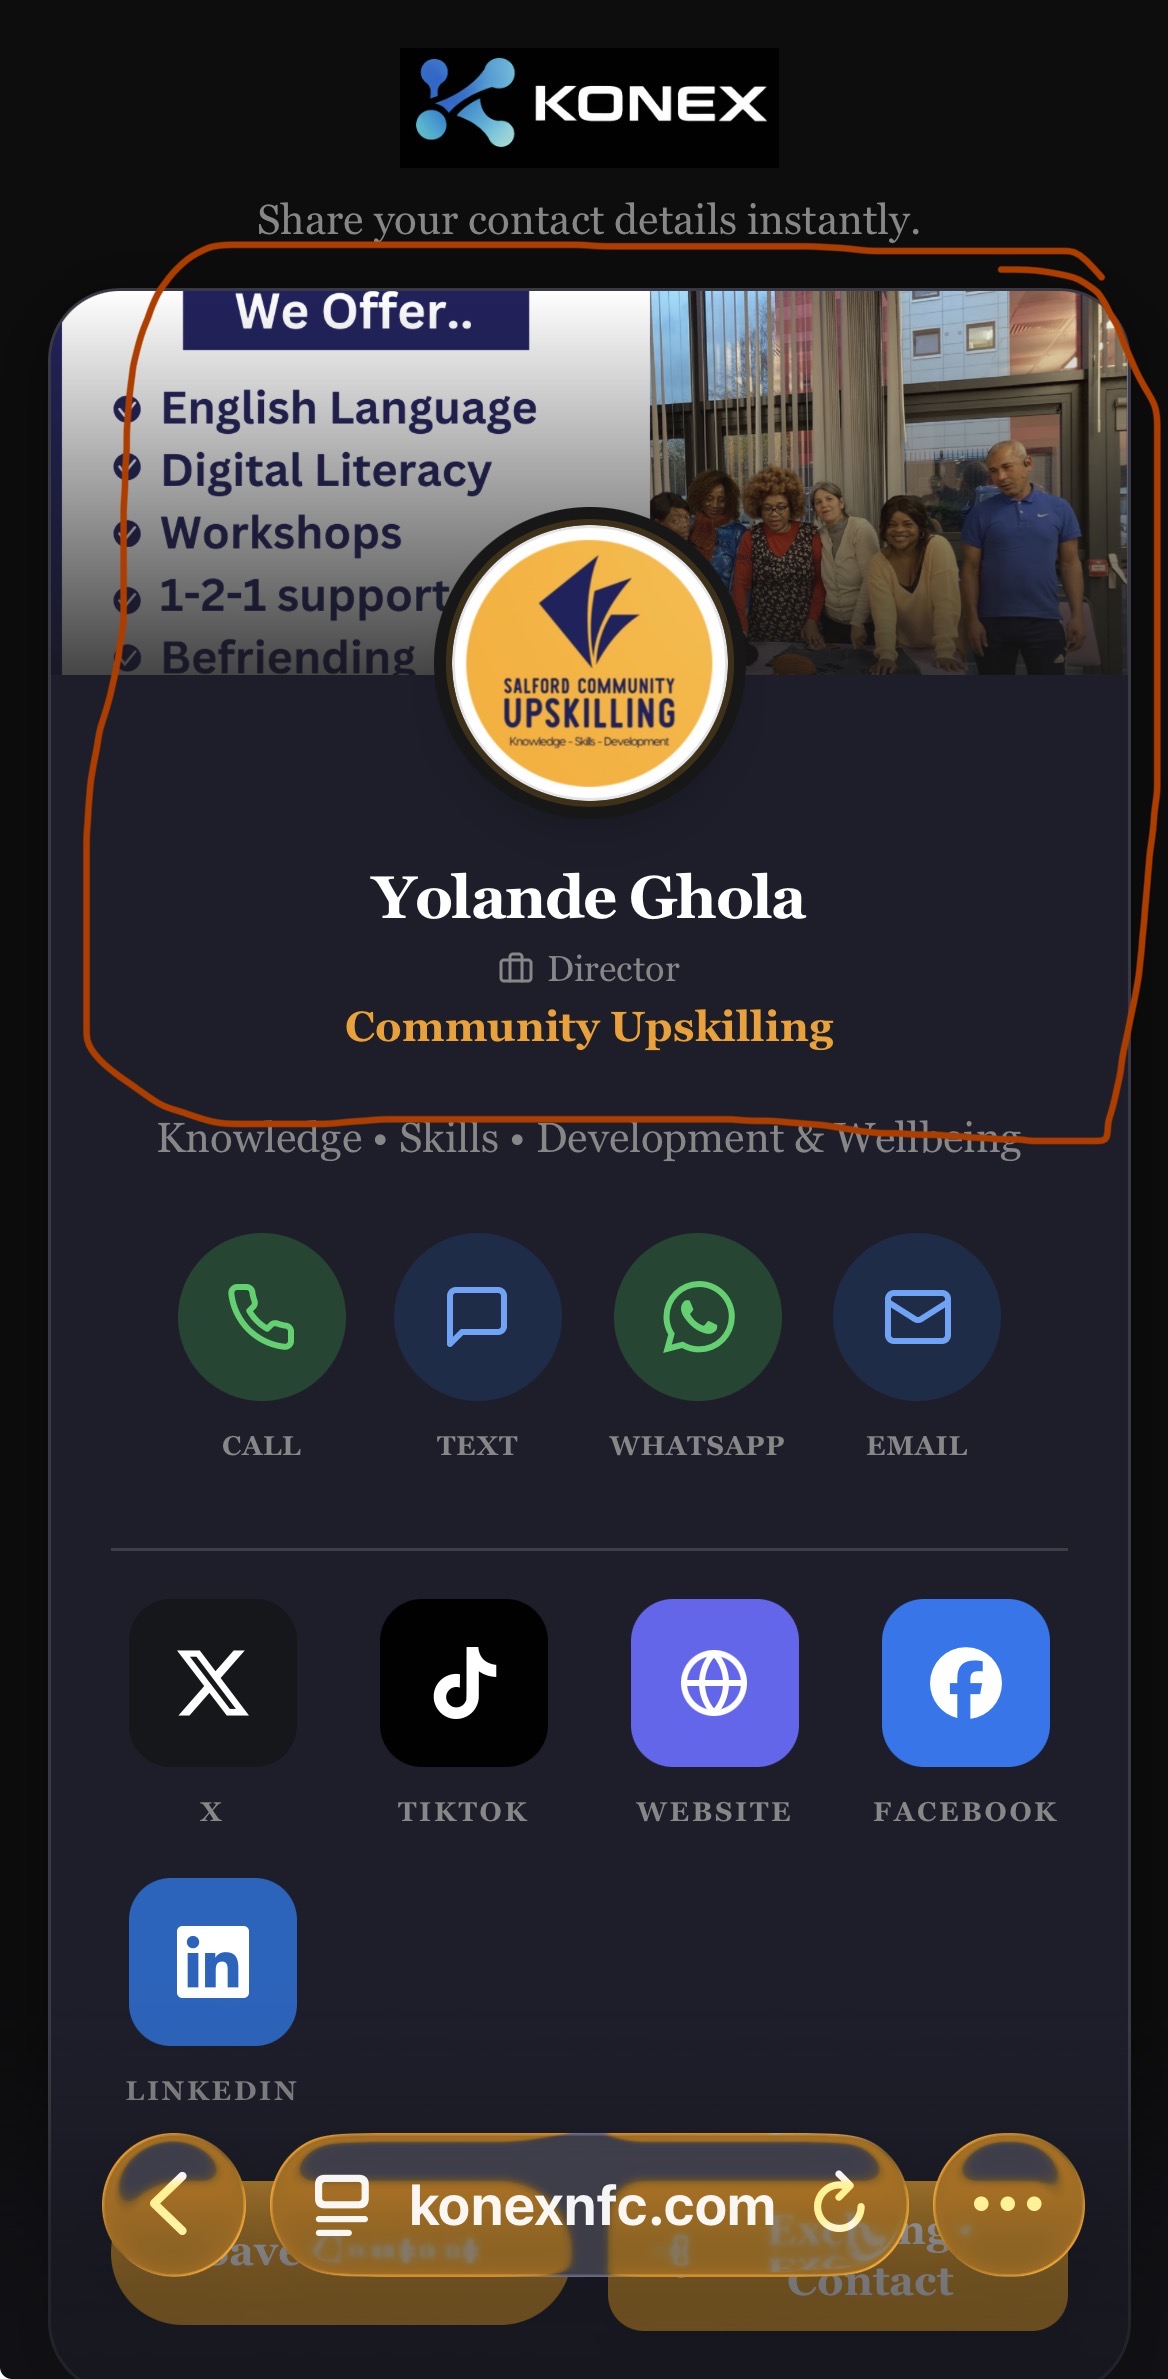 KONEX
Share your contact details instantly.
We Offer..
English Language
Digital Literacy
Workshops
1-2-1 support
Befriending
SALFORD COMMUNITY
UPSKILLING
Knowledge - Skills - Development
Yolande Ghola
Director
Community Upskilling
Knowledge • Skills • Development & Wellbeing
CALL TEXT WHATSAPP EMAIL
X TIKTOK WEBSITE FACEBOOK
in
LINKEDIN
konexnfc.com
Contact